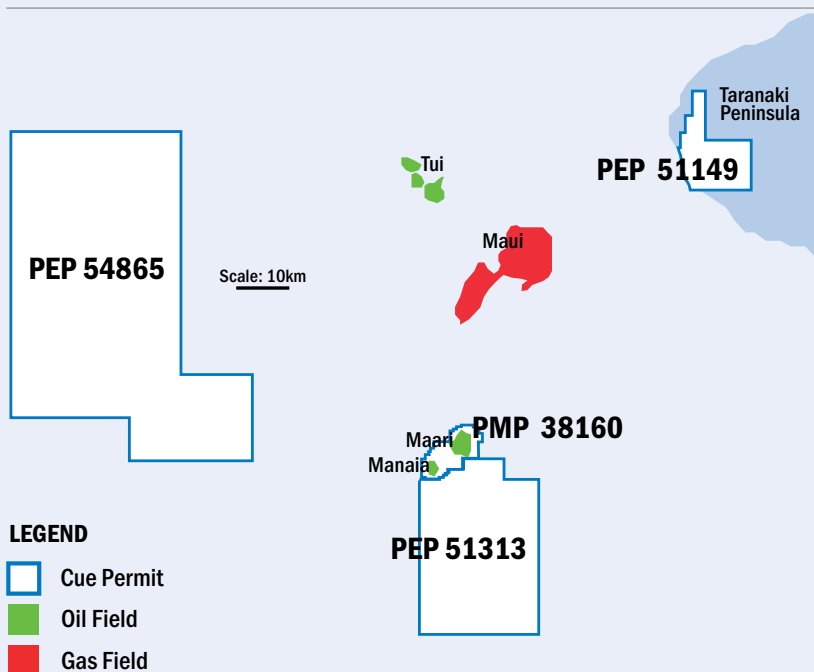 Taranaki
Peninsula
Tui
PEP 51149
Maui
PEP 54865
Scale: 10km
PMP 38160
Maari
Manaia
PEP 51313
LEGEND
Cue Permit
Oil Field
Gas Field